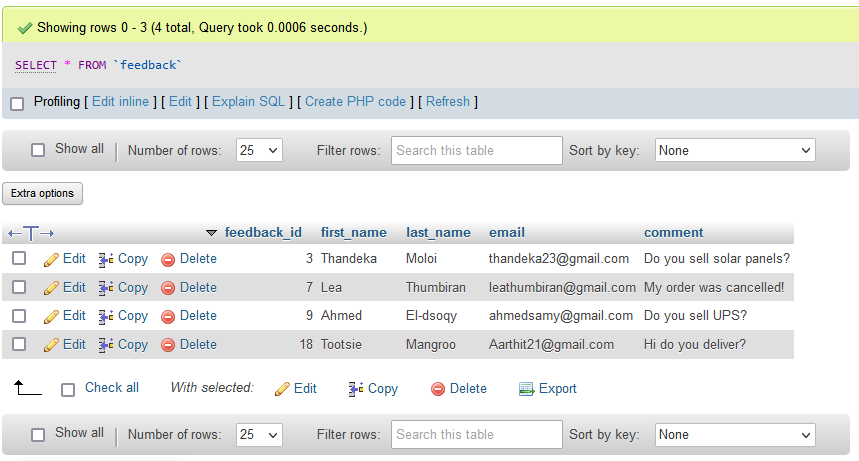 Showing rows 0 - 3 (4 total, Query took 0.0006 seconds.)
SELECT * FROM `feedback`
Profiling [ Edit inline ] [ Edit ] [ Explain SQL ] [ Create PHP code ] [ Refresh ]
Show all Number of rows: 25 Filter rows: Search this table Sort by key: None
Extra options
←T→ feedback_id first_name last_name email comment
Edit Copy Delete 3 Thandeka Moloi thandeka23@gmail.com Do you sell solar panels?
Edit Copy Delete 7 Lea Thumbiran leathumbiran@gmail.com My order was cancelled!
Edit Copy Delete 9 Ahmed El-dsoqy ahmedsamy@gmail.com Do you sell UPS?
Edit Copy Delete 18 Tootsie Mangroo Aarthit21@gmail.com Hi do you deliver?
Check all With selected: Edit Copy Delete Export
Show all Number of rows: 25 Filter rows: Search this table Sort by key: None